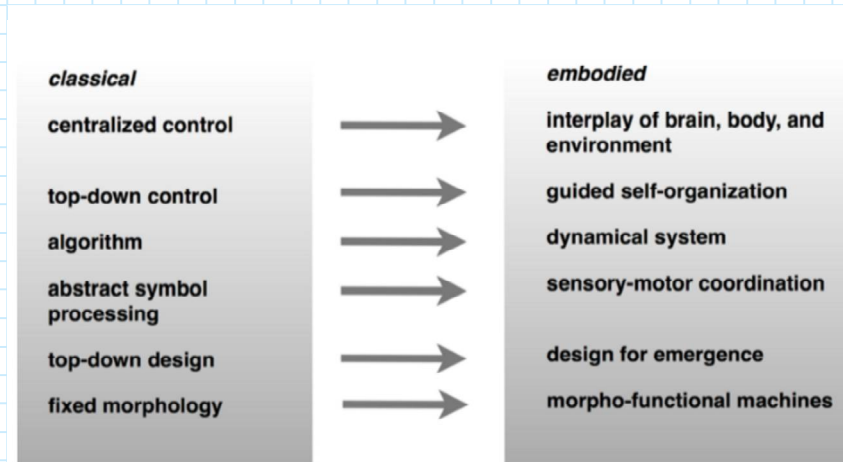 classical
centralized control
top-down control
algorithm
abstract symbol
processing
top-down design
fixed morphology
embodied
interplay of brain, body, and
environment
guided self-organization
dynamical system
sensory-motor coordination
design for emergence
morpho-functional machines